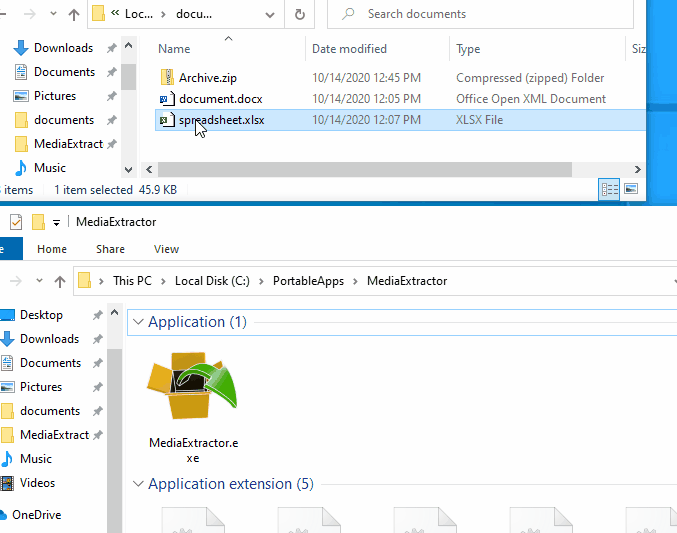 Loc... docu... Search documents
Name Date modified Type Siz
Downloads
Documents
Pictures
documents
MediaExtract
Music
Archive.zip 10/14/2020 12:45 PM Compressed (zipped) Folder
document.docx 10/14/2020 12:05 PM Office Open XML Document
spreadsheet.xlsx 10/14/2020 12:07 PM XLSX File
items 1 item selected 45.9 KB
MediaExtractor
e Home Share View
This PC Local Disk (C:) PortableApps MediaExtractor
Desktop
Downloads
Documents
Pictures
documents
MediaExtract
Music
Videos
OneDrive
Application (1)
MediaExtractor.e
xe
Application extension (5)